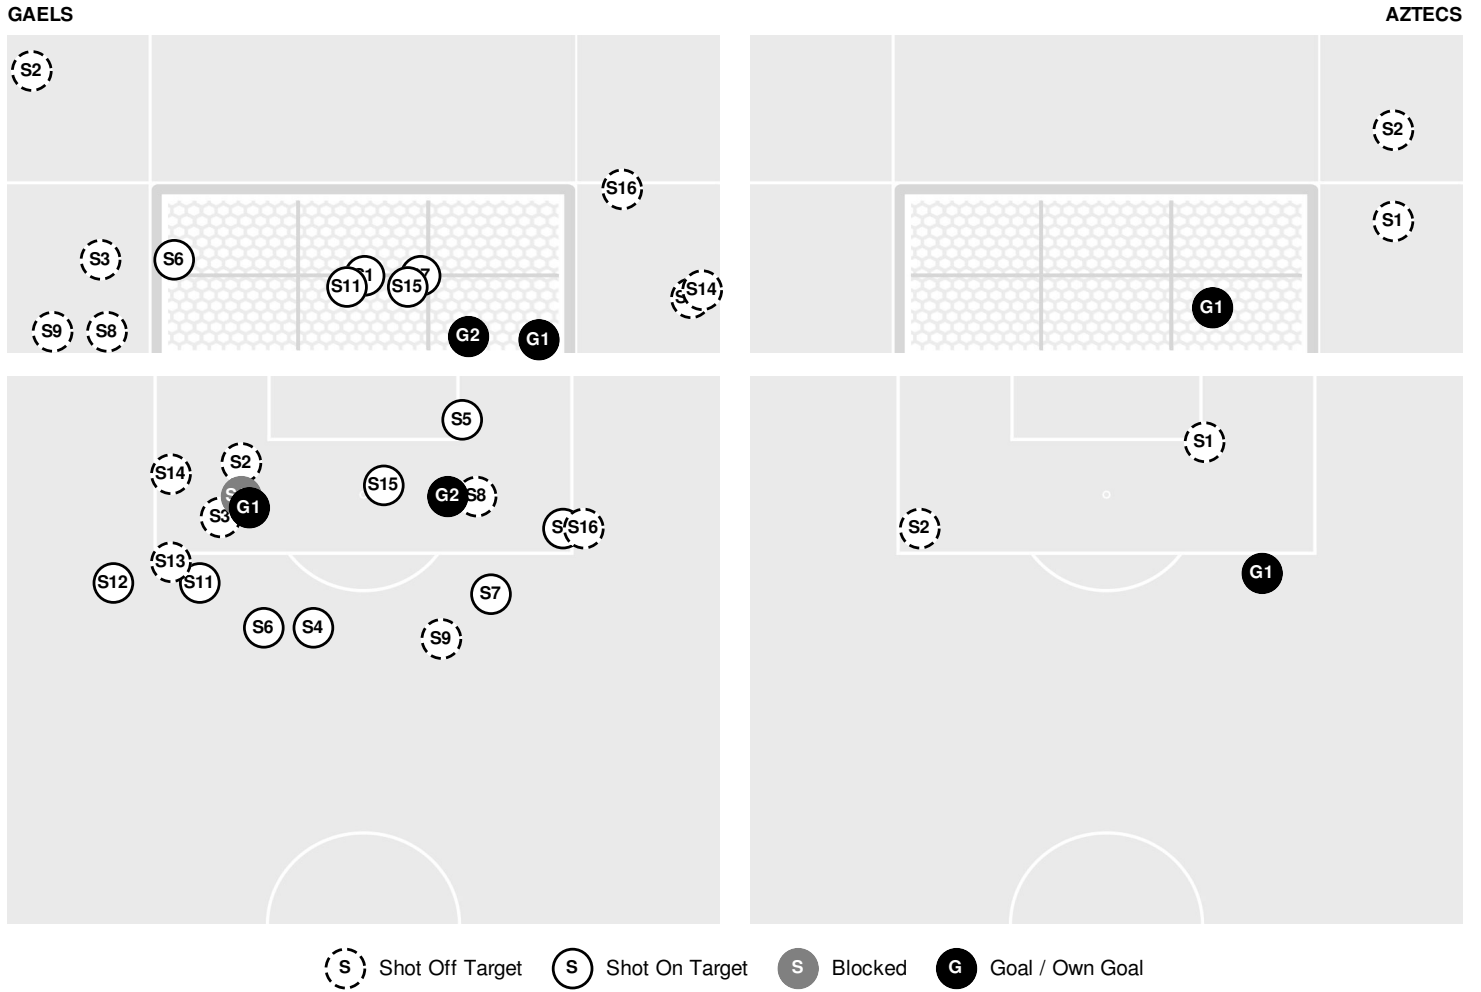 GAELS AZTECS
S2
S2
S16
S1
S3 S6
S11 S15 S14
S9 S8 G2 G1
G1
S5
S1
S2
S14 S15
G2 S8
G1
S3 S16
S2
S13
S12 S11
G1
S7
S6 S4
S9
S Shot Off Target S Shot On Target S Blocked G Goal / Own Goal